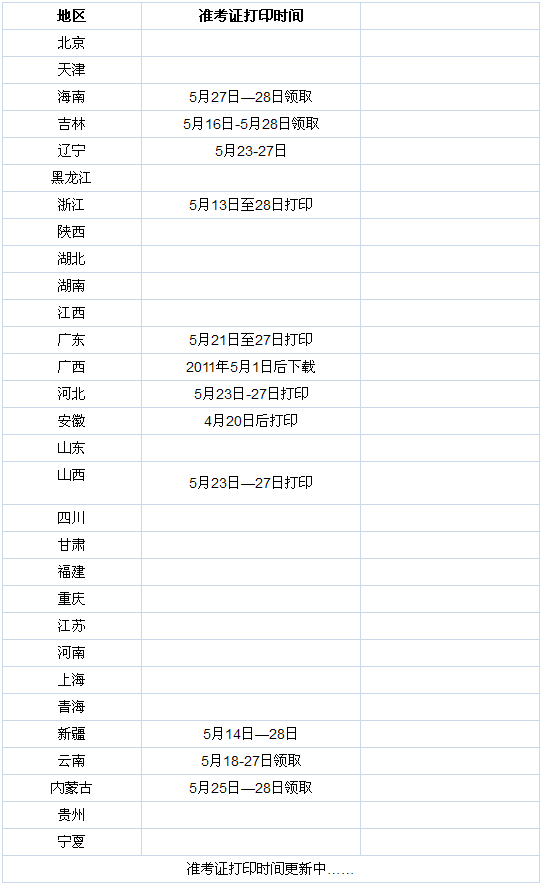 地区 准考证打印时间
北京
天津
海南 5月27日—28日领取
吉林 5月16日-5月28日领取
辽宁 5月23-27日
黑龙江
浙江 5月13日至28日打印
陕西
湖北
湖南
江西
广东 5月21日至27日打印
广西 2011年5月1日后下载
河北 5月23日-27日打印
安徽 4月20日后打印
山东
山西 5月23日—27日打印
四川
甘肃
福建
重庆
江苏
河南
上海
青海
新疆 5月14日—28日
云南 5月18-27日领取
内蒙古 5月25日—28日领取
贵州
宁夏
准考证打印时间更新中……